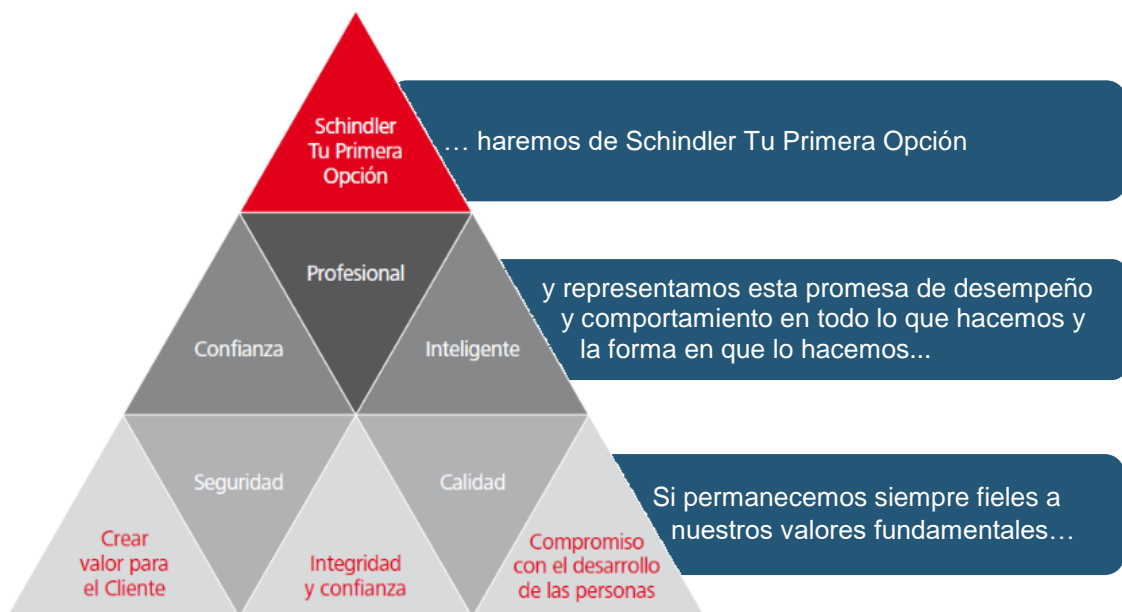 Schindler
Tu Primera
Opción
… haremos de Schindler Tu Primera Opción
Profesional
Confianza
Inteligente
y representamos esta promesa de desempeño
y comportamiento en todo lo que hacemos y
la forma en que lo hacemos...
Seguridad
Calidad
Crear
valor para
el Cliente
Integridad
y confianza
Compromiso
con el desarrollo
de las personas
Si permanecemos siempre fieles a
nuestros valores fundamentales…